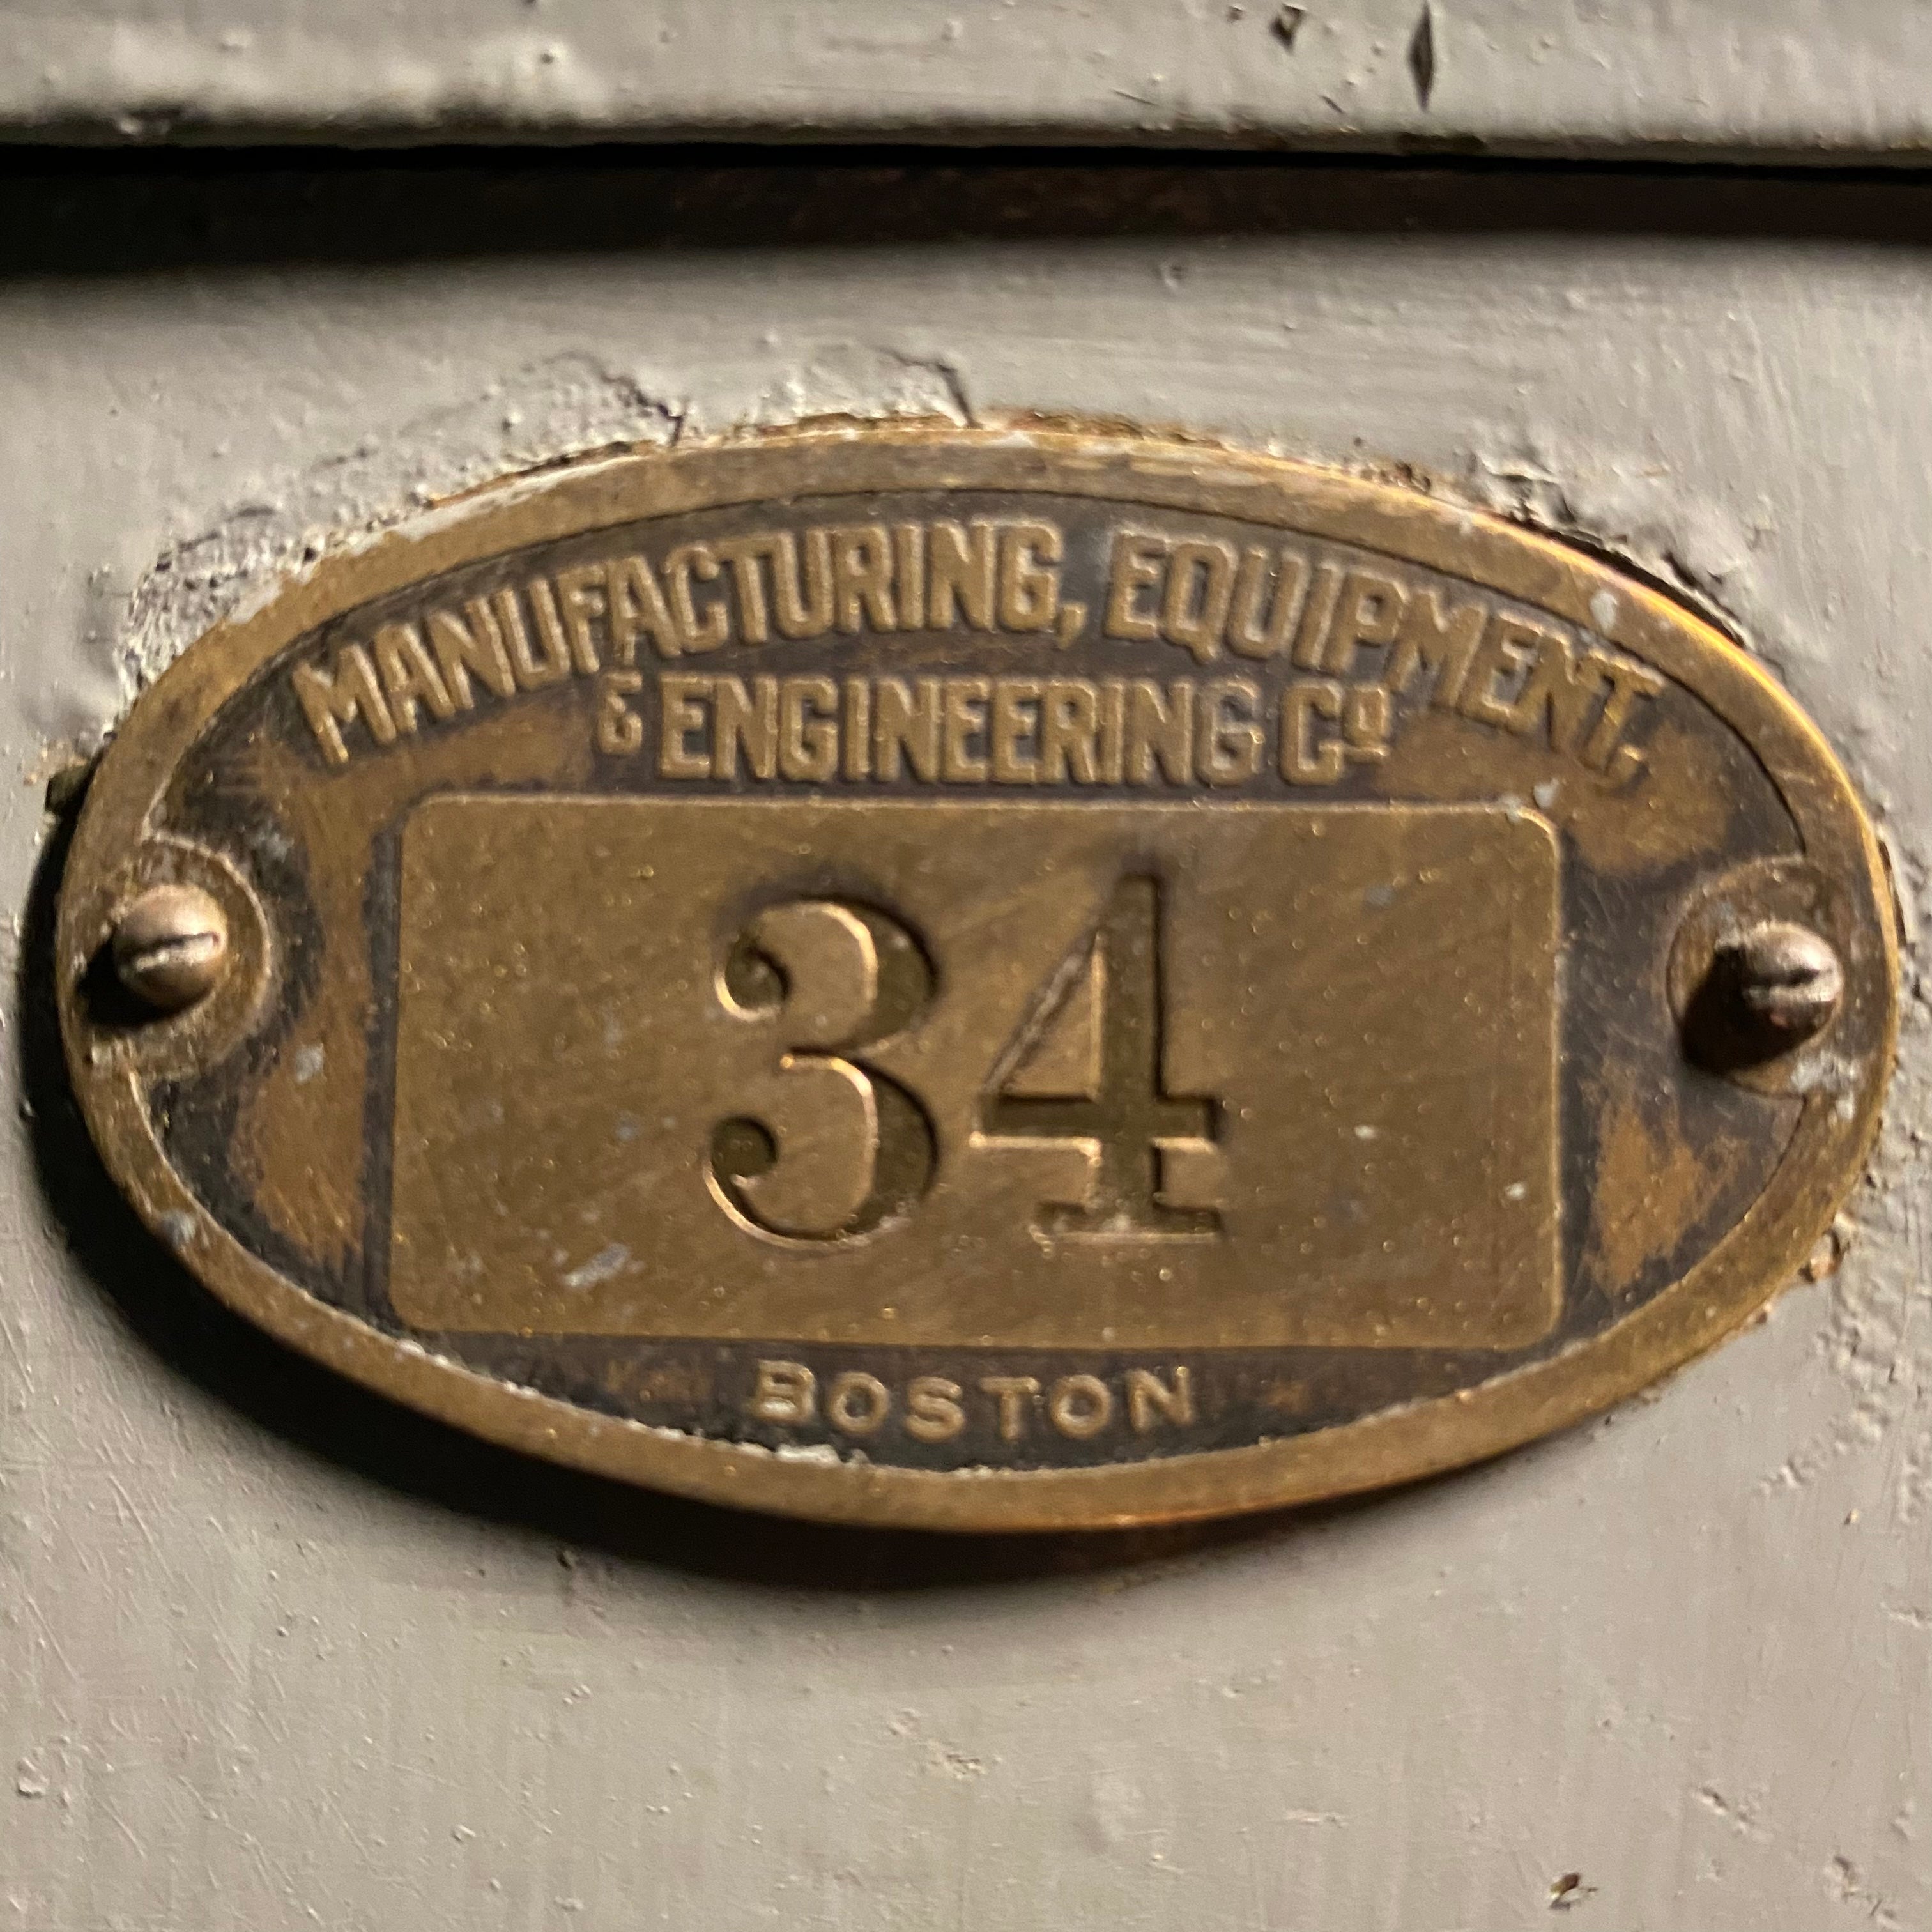 MANUFACTURING, EQUIPMENT,
& ENGINEERING Cº
34
BOSTON